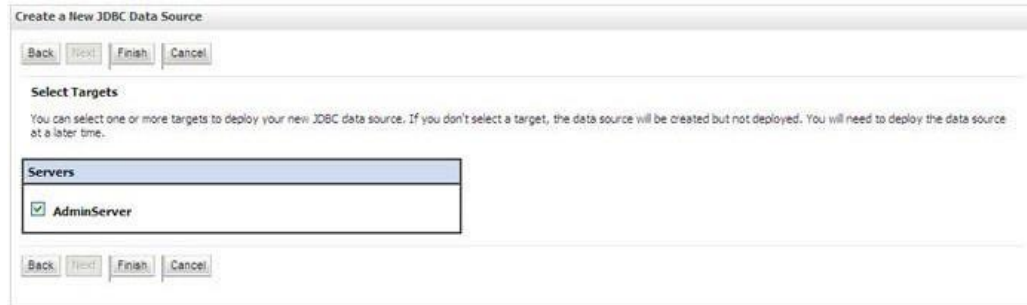 Create a New JDBC Data Source
Back Next Finish Cancel
Select Targets
You can select one or more targets to deploy your new JDBC data source. If you don't select a target, the data source will be created but not deployed. You will need to deploy the data source
at a later time.
Servers
AdminServer
Back Next Finish Cancel